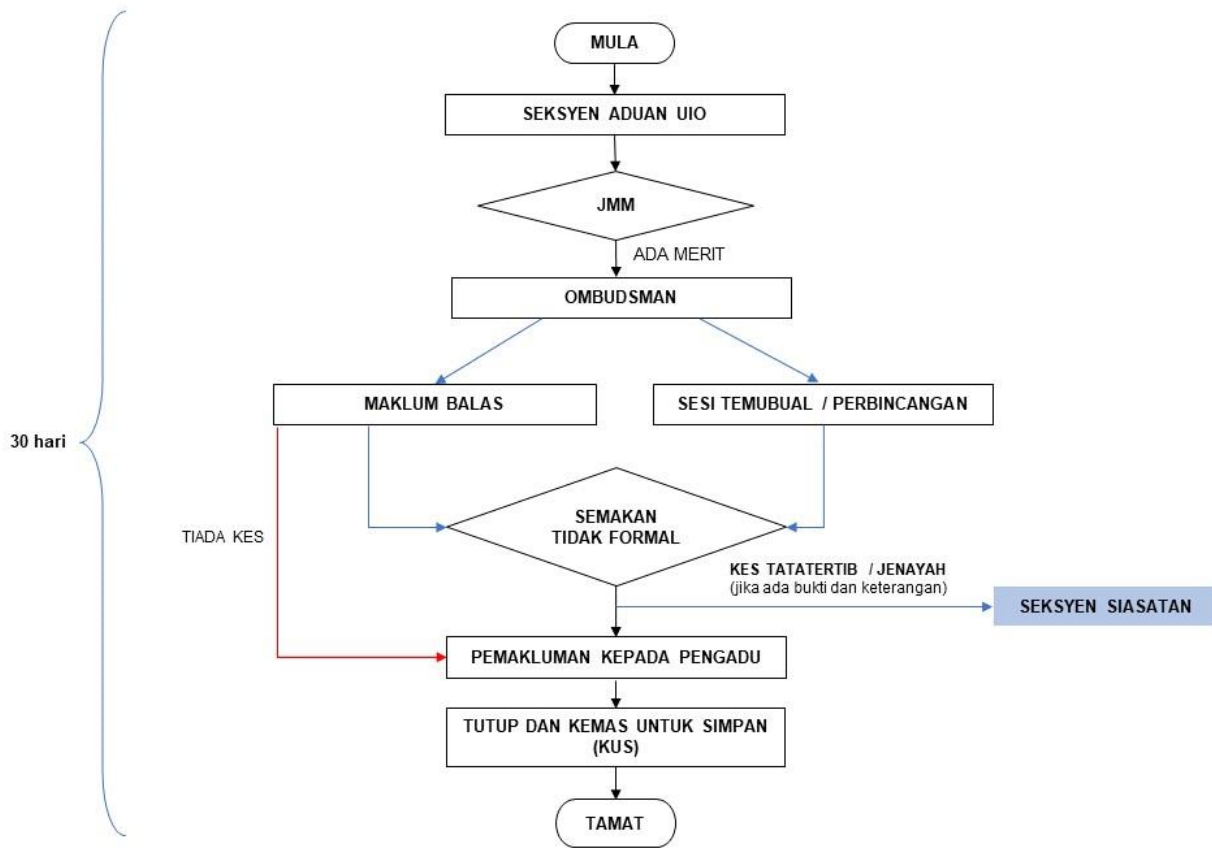 MULA
SEKSYEN ADUAN UIO
JMM
ADA MERIT
OMBUDSMAN
MAKLUM BALAS
SESI TEMUBUAL / PERBINCANGAN
30 hari
TIADA KES
SEMAKAN
TIDAK FORMAL
KES TATATERTIB / JENAYAH
(jika ada bukti dan keterangan)
SEKSYEN SIASATAN
PEMAKLUMAN KEPADA PENGADU
TUTUP DAN KEMAS UNTUK SIMPAN
(KUS)
TAMAT